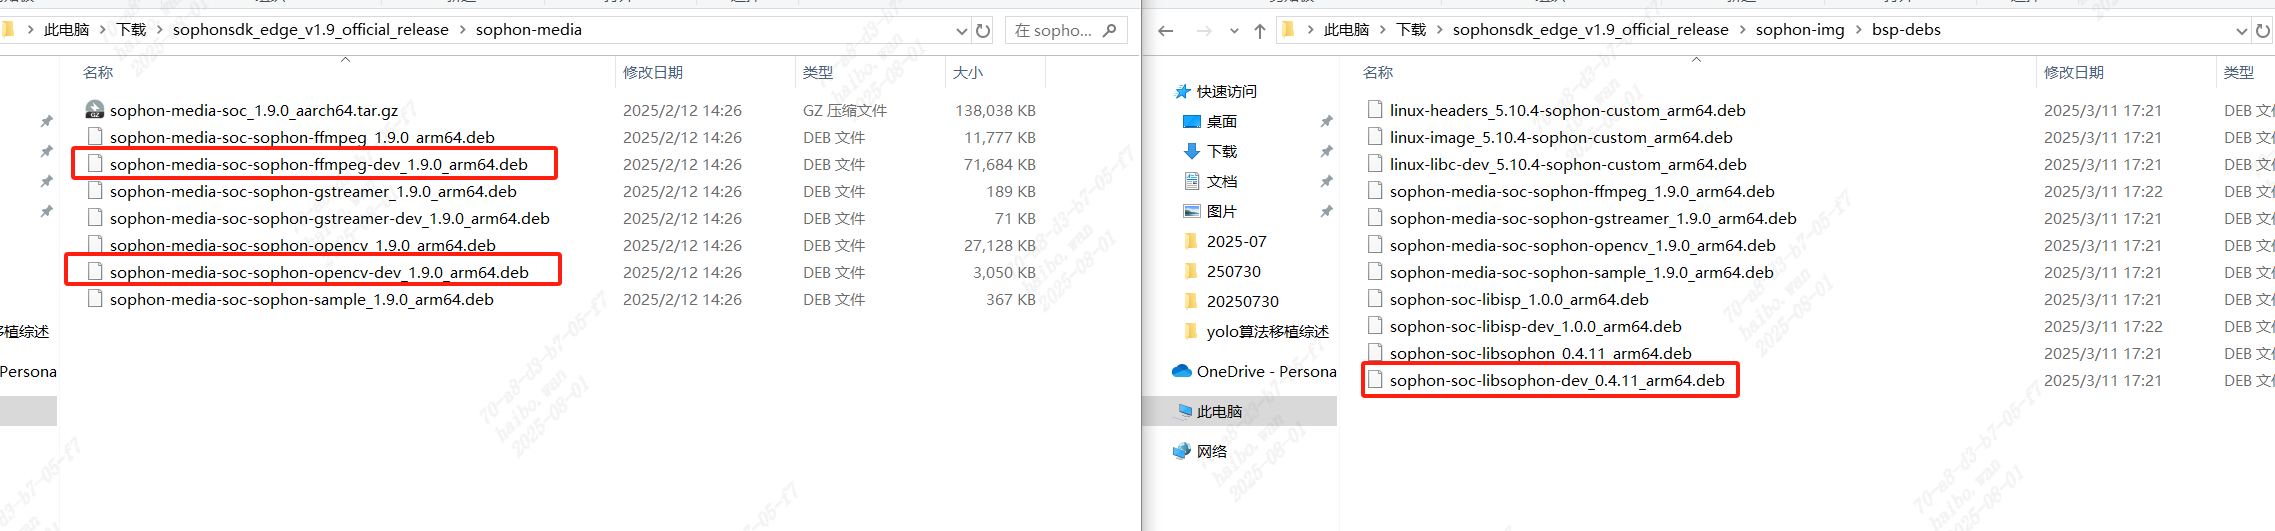 此电脑 > 下载 > sophonsdk_edge_v1.9_official_release > sophon-media
在 sopho...
名称 修改日期 类型 大小
sophon-media-soc_1.9.0_aarch64.tar.gz 2025/2/12 14:26 GZ 压缩文件 138,038 KB
sophon-media-soc-sophon-ffmpeg_1.9.0_arm64.deb 2025/2/12 14:26 DEB 文件 11,777 KB
sophon-media-soc-sophon-ffmpeg-dev_1.9.0_arm64.deb 2025/2/12 14:26 DEB 文件 71,684 KB
sophon-media-soc-sophon-gstreamer_1.9.0_arm64.deb 2025/2/12 14:26 DEB 文件 189 KB
sophon-media-soc-sophon-gstreamer-dev_1.9.0_arm64.deb 2025/2/12 14:26 DEB 文件 71 KB
sophon-media-soc-sophon-opencv_1.9.0_arm64.deb 2025/2/12 14:26 DEB 文件 27,128 KB
sophon-media-soc-sophon-opencv-dev_1.9.0_arm64.deb 2025/2/12 14:26 DEB 文件 3,050 KB
sophon-media-soc-sophon-sample_1.9.0_arm64.deb 2025/2/12 14:26 DEB 文件 367 KB
移植综述
Persona
此电脑 > 下载 > sophonsdk_edge_v1.9_official_release > sophon-img > bsp-debs
快速访问
桌面
下载
文档
图片
2025-07
250730
20250730
yolo算法移植综述
OneDrive - Persona
此电脑
网络
名称 修改日期 类型
linux-headers_5.10.4-sophon-custom_arm64.deb 2025/3/11 17:21 DEB 文
linux-image_5.10.4-sophon-custom_arm64.deb 2025/3/11 17:21 DEB 文
linux-libc-dev_5.10.4-sophon-custom_arm64.deb 2025/3/11 17:21 DEB 文
sophon-media-soc-sophon-ffmpeg_1.9.0_arm64.deb 2025/3/11 17:22 DEB 文
sophon-media-soc-sophon-gstreamer_1.9.0_arm64.deb 2025/3/11 17:21 DEB 文
sophon-media-soc-sophon-opencv_1.9.0_arm64.deb 2025/3/11 17:21 DEB 文
sophon-media-soc-sophon-sample_1.9.0_arm64.deb 2025/3/11 17:21 DEB 文
sophon-soc-libisp_1.0.0_arm64.deb 2025/3/11 17:21 DEB 文
sophon-soc-libisp-dev_1.0.0_arm64.deb 2025/3/11 17:22 DEB 文
sophon-soc-libsophon_0.4.11_arm64.deb 2025/3/11 17:21 DEB 文
sophon-soc-libsophon-dev_0.4.11_arm64.deb 2025/3/11 17:21 DEB 文
70-a8-d3-b7-05-f7
haibo.wan
2025-08-01